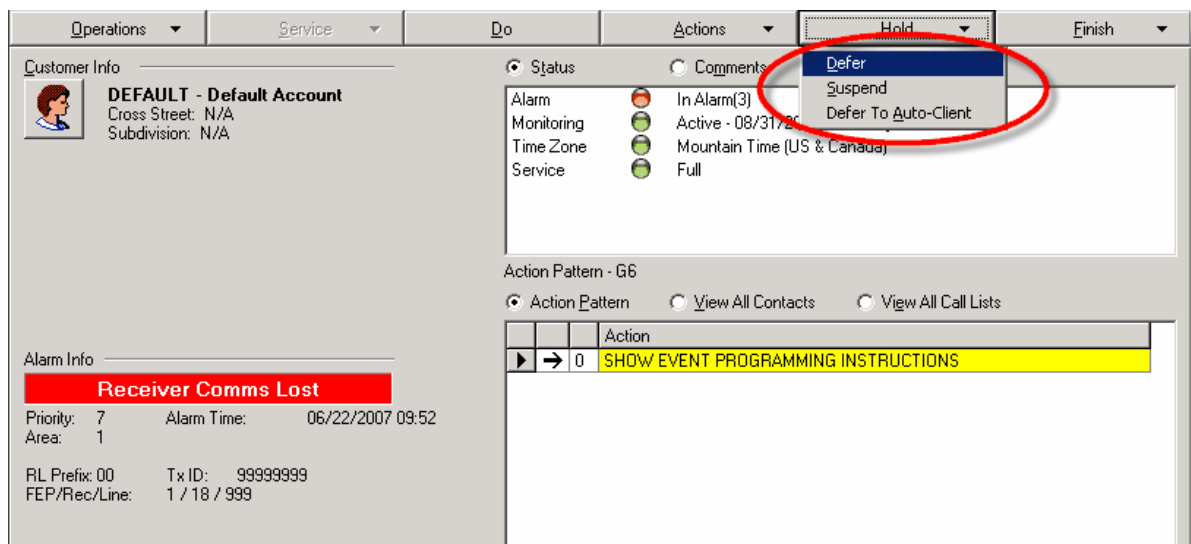 Operations Service Do Actions Hold Finish
Customer Info
DEFAULT - Default Account
Cross Street: N/A
Subdivision: N/A
Status Comments
Defer
Suspend
Defer To Auto-Client
Alarm In Alarm(3)
Monitoring Active - 08/31/20
Time Zone Mountain Time (US & Canada)
Service Full
Action Pattern - G6
Action Pattern View All Contacts View All Call Lists
Action
0 SHOW EVENT PROGRAMMING INSTRUCTIONS
Alarm Info
Receiver Comms Lost
Priority: 7 Alarm Time: 06/22/2007 09:52
Area: 1
RL Prefix: 00 Tx ID: 99999999
FEP/Rec/Line: 1 / 18 / 999